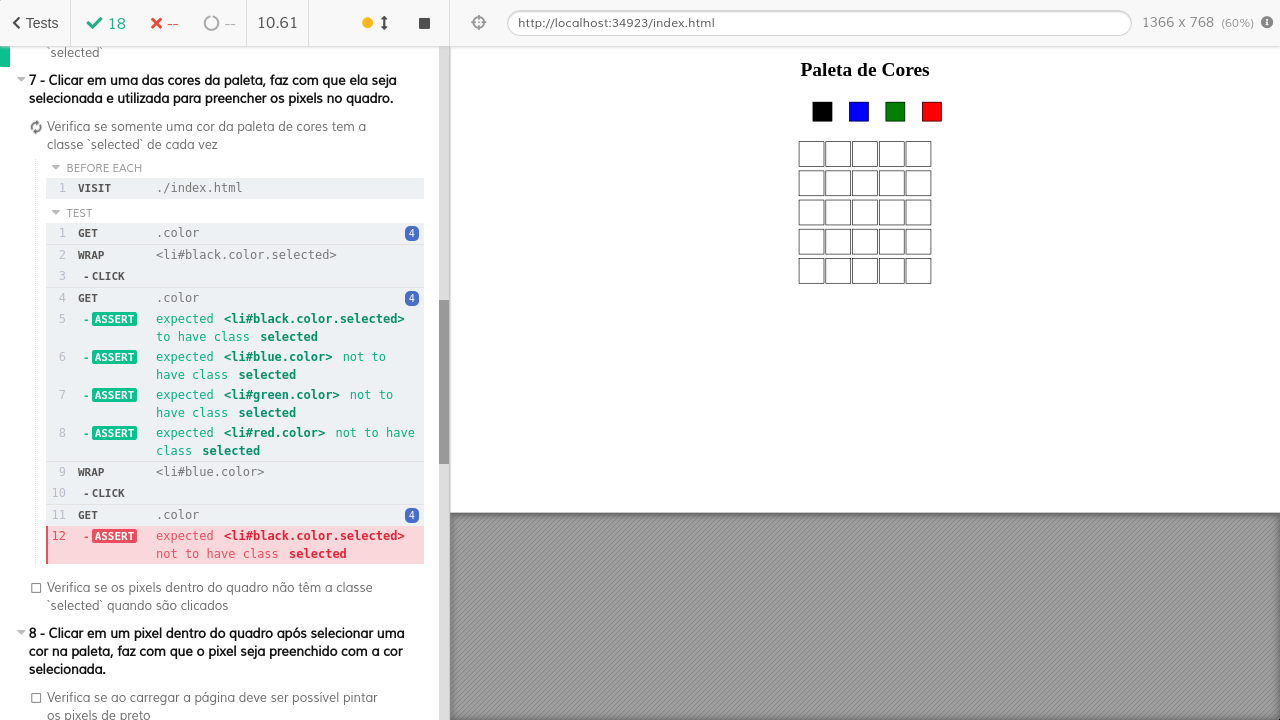 Tests
18
--
--
10.61
http://localhost:34923/index.html
1366 x 768 (60%)
`selected`
7 - Clicar em uma das cores da paleta, faz com que ela seja
selecionada e utilizada para preencher os pixels no quadro.
Verifica se somente uma cor da paleta de cores tem a
classe `selected` de cada vez
BEFORE EACH
1 VISIT ./index.html
TEST
1 GET .color 4
2 WRAP <li#black.color.selected>
3 - CLICK
4 GET .color 4
5 - ASSERT expected <li#black.color.selected>
to have class selected
6 - ASSERT expected <li#blue.color> not to
have class selected
7 - ASSERT expected <li#green.color> not to
have class selected
8 - ASSERT expected <li#red.color> not to have
class selected
9 WRAP <li#blue.color>
10 - CLICK
11 GET .color 4
12 - ASSERT expected <li#black.color.selected>
not to have class selected
Verifica se os pixels dentro do quadro não têm a classe
`selected` quando são clicados
8 - Clicar em um pixel dentro do quadro após selecionar uma
cor na paleta, faz com que o pixel seja preenchido com a cor
selecionada.
Verifica se ao carregar a página deve ser possível pintar
os pixels de preto
Paleta de Cores